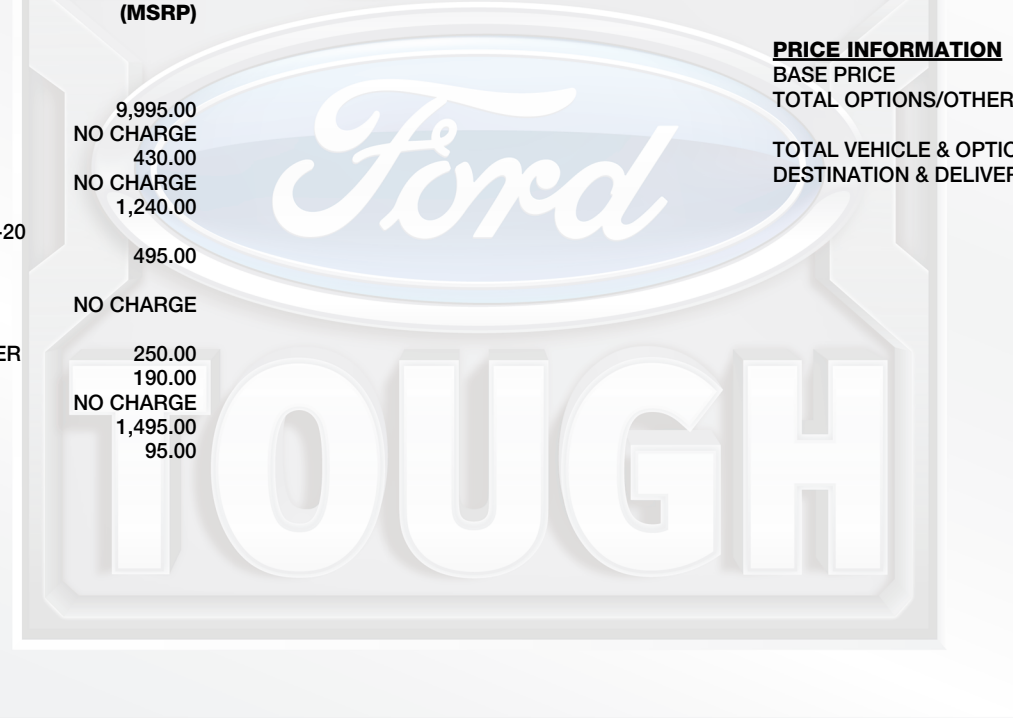 (MSRP)
9,995.00
NO CHARGE
430.00
NO CHARGE
1,240.00
-20
495.00
NO CHARGE
ER
250.00
190.00
NO CHARGE
1,495.00
95.00
PRICE INFORMATION
BASE PRICE
TOTAL OPTIONS/OTHER
TOTAL VEHICLE & OPTIO
DESTINATION & DELIVER
Ford
TOUGH